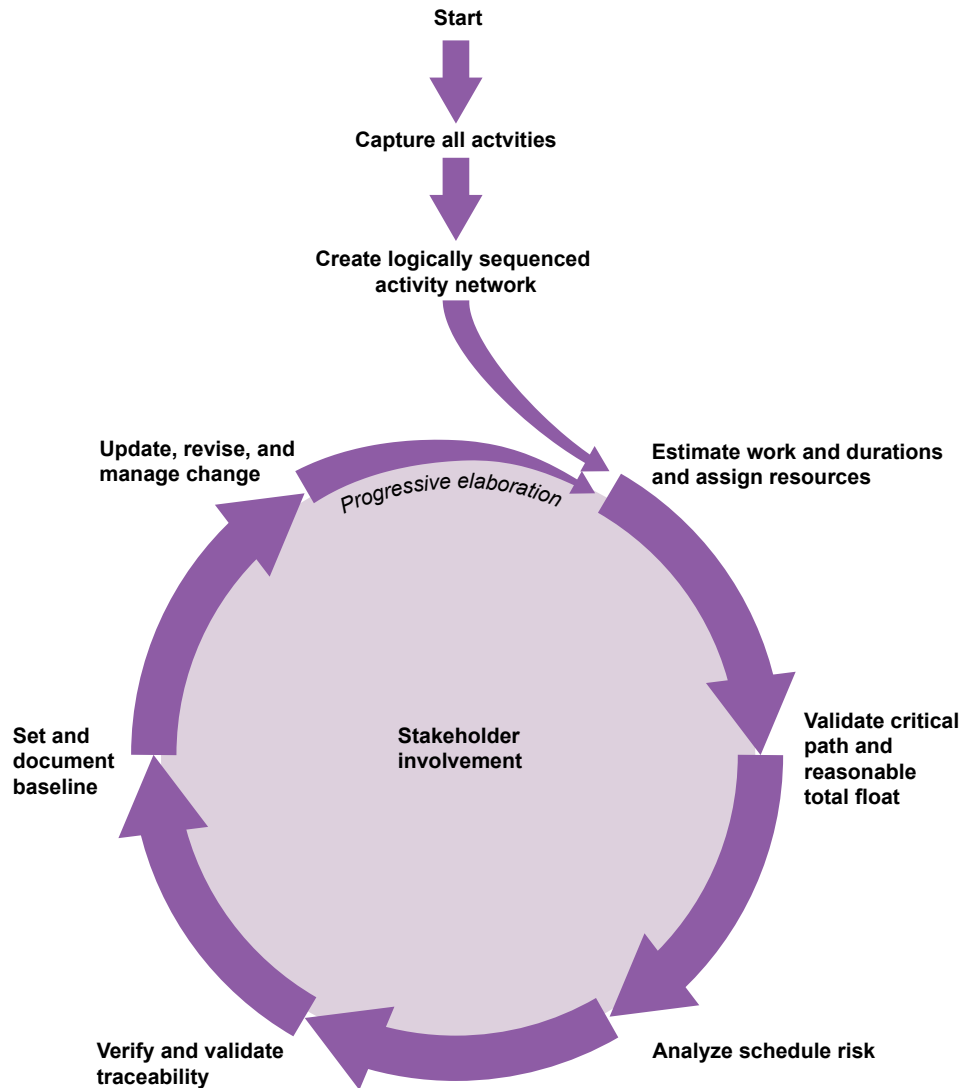 Start
Capture all actvities
Create logically sequenced
activity network
Update, revise, and
manage change
Progressive elaboration
Estimate work and durations
and assign resources
Set and
document
baseline
Stakeholder
involvement
Validate critical
path and
reasonable
total float
Verify and validate
traceability
Analyze schedule risk